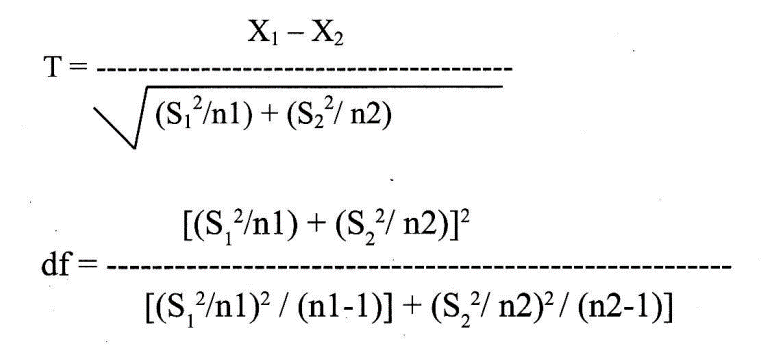 X₁ – X₂
T = ------------------------------------
√(S₁²/n1) + (S₂²/ n2)
[(S₁²/n1) + (S₂²/ n2)]²
df = ------------------------------------------------------
[(S₁²/n1)² / (n1-1)] + (S₂²/ n2)² / (n2-1)]